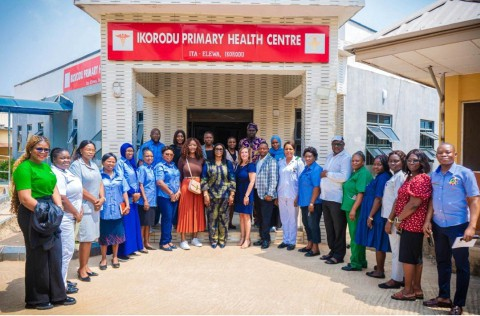 IKORODU PRIMARY HEALTH CENTRE
ITA - ELEWA, IKORODU
IKORODU PRIMARY